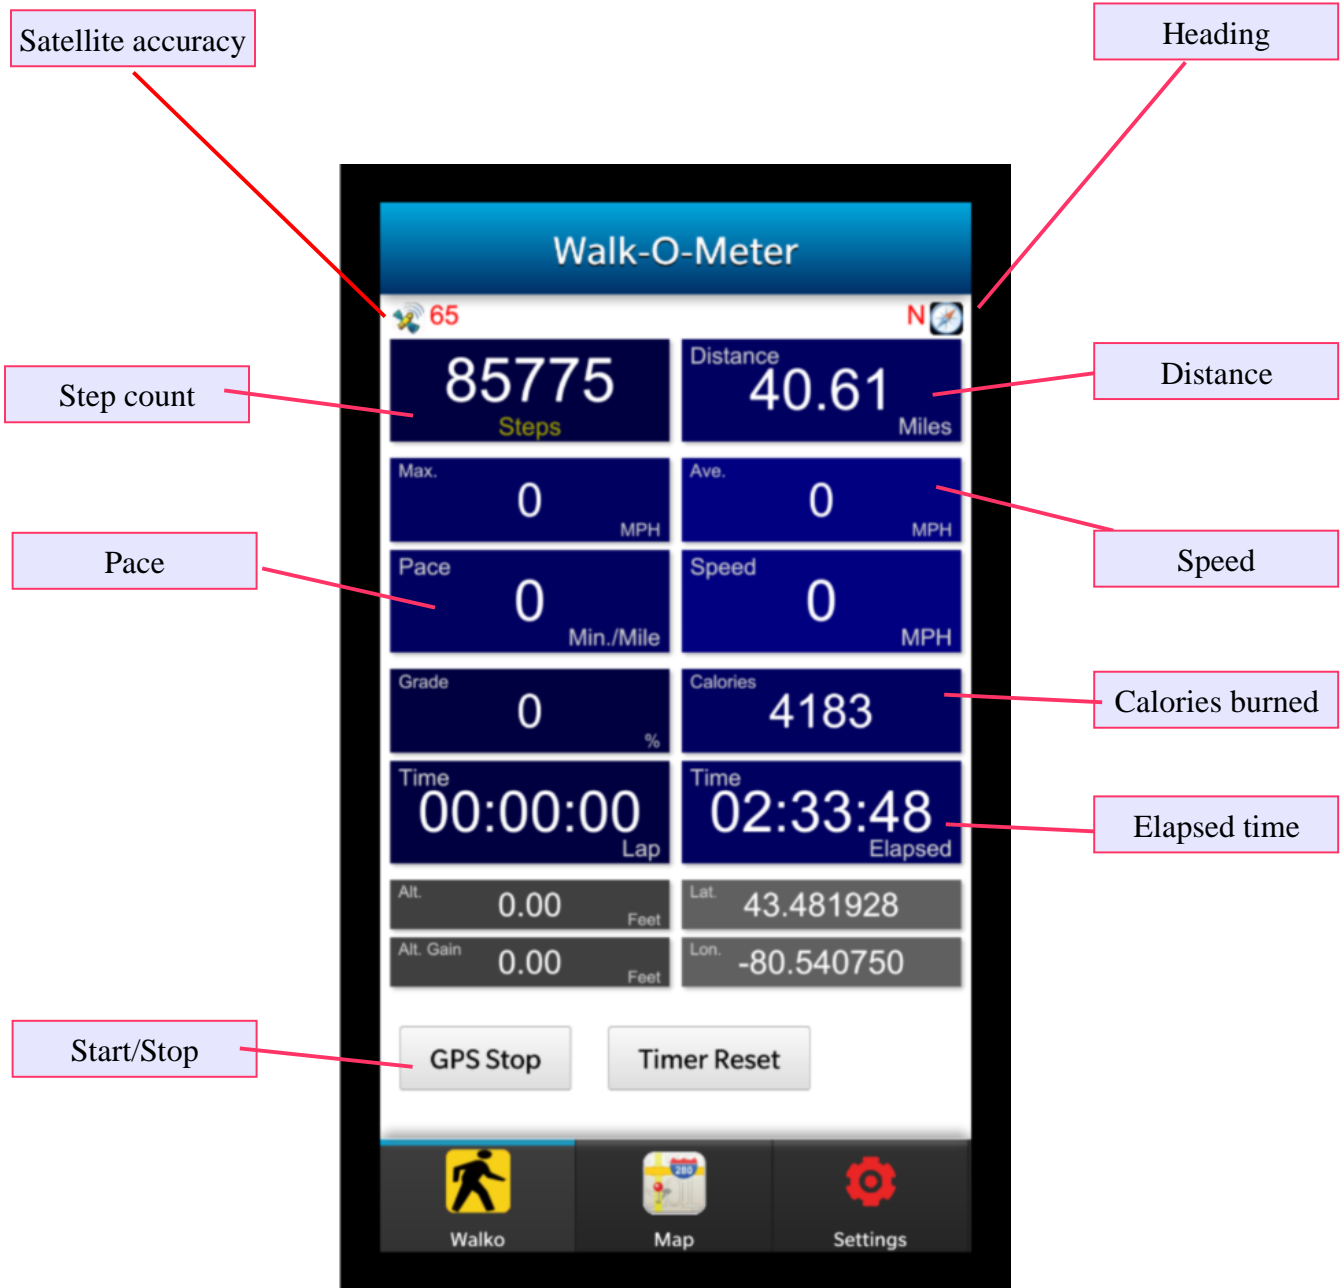 Satellite accuracy
Heading
Walk-O-Meter
65
N
Step count
85775
Steps
Distance
40.61
Miles
Distance
Max.
0
MPH
Ave.
0
MPH
Pace
Pace
0
Min./Mile
Speed
0
MPH
Speed
Grade
0
%
Calories
4183
Calories burned
Time
00:00:00
Lap
Time
02:33:48
Elapsed
Elapsed time
Alt.
0.00
Feet
Lat.
43.481928
Alt. Gain
0.00
Feet
Lon.
-80.540750
Start/Stop
GPS Stop
Timer Reset
280
Walko
Map
Settings